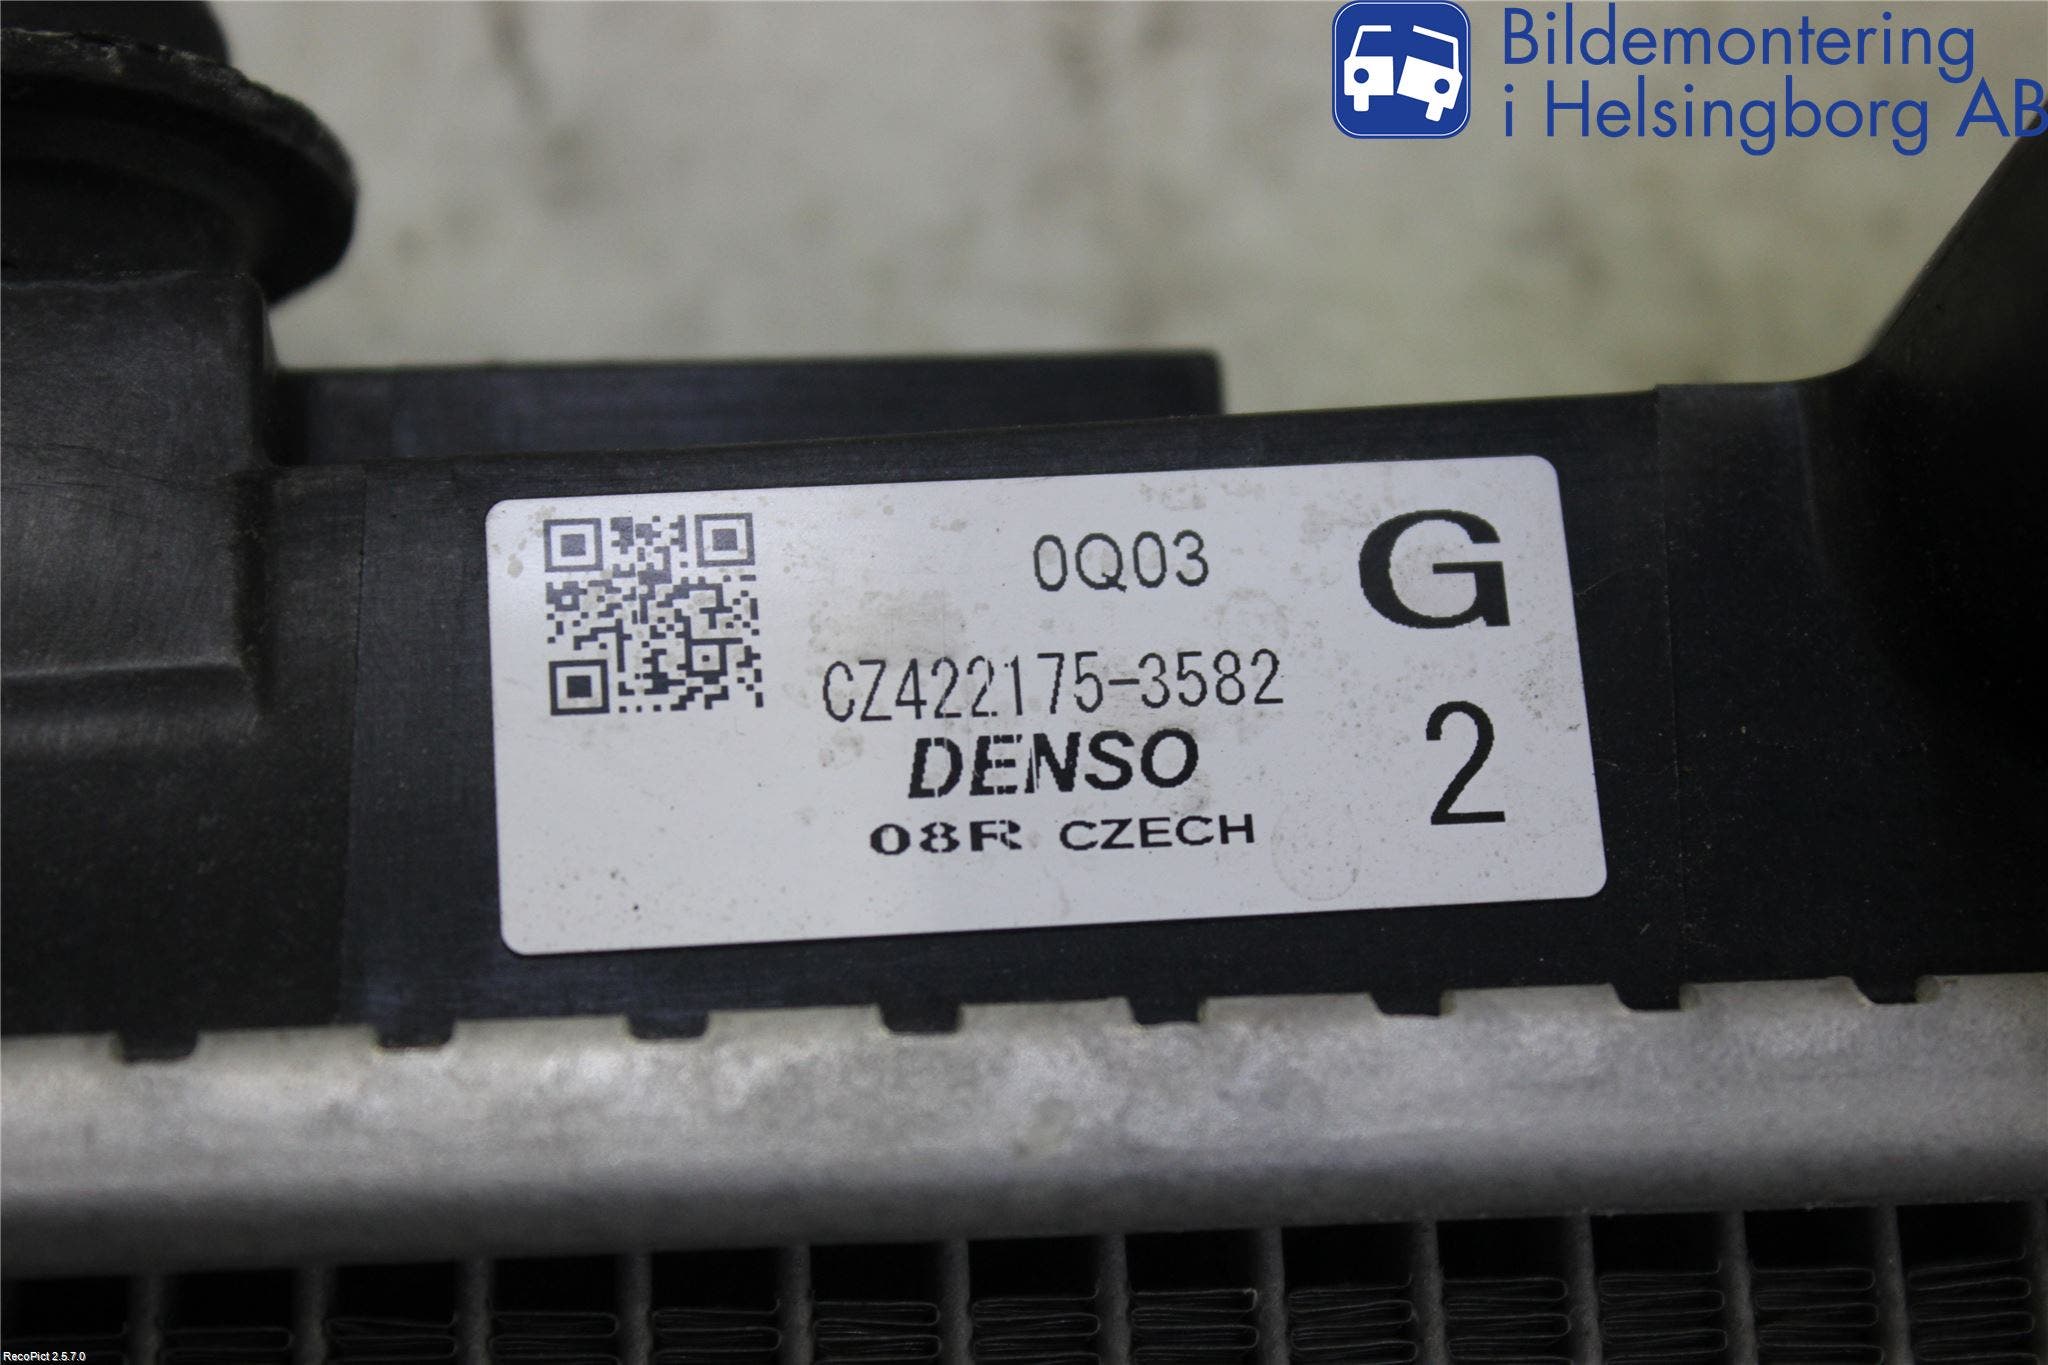 Bildemontering
i Helsingborg AB
0Q03
G
CZ422175-3582
2
DENSO
08R CZECH
RecoPict 2.5.7.0